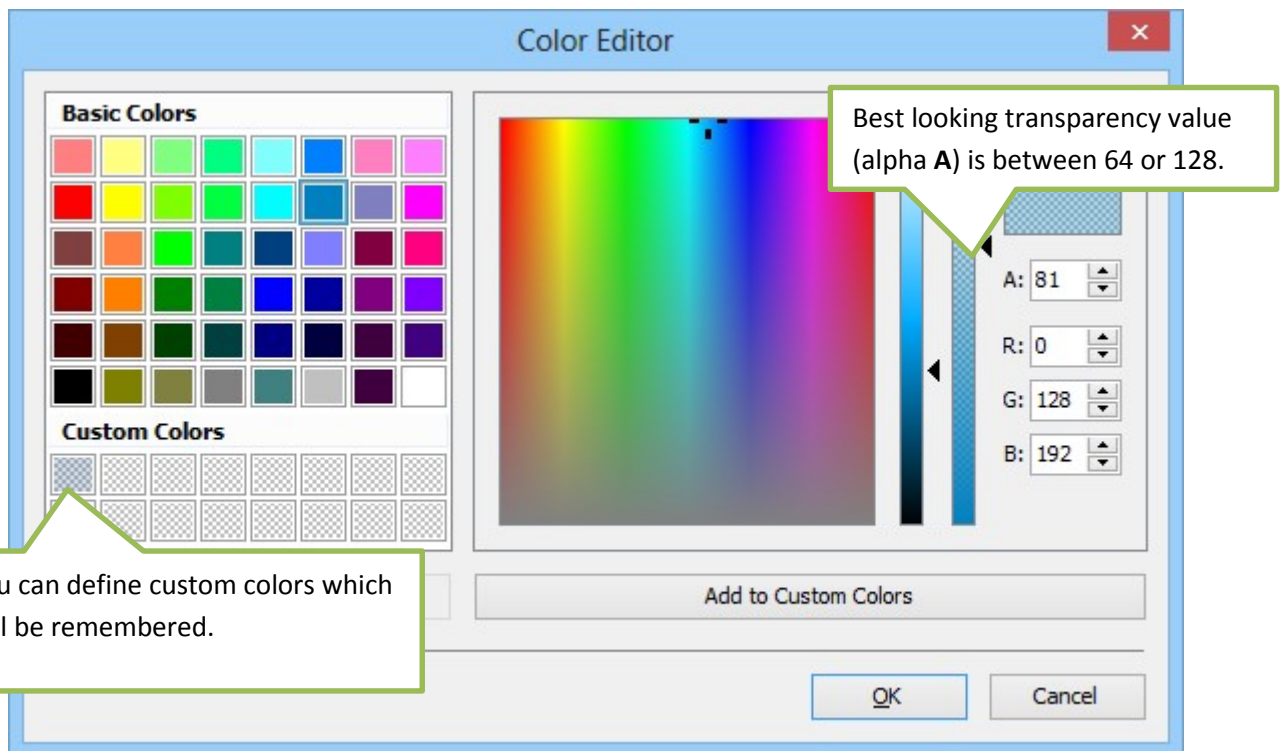 Color Editor
Basic Colors
Best looking transparency value
(alpha A) is between 64 or 128.
A: 81
R: 0
G: 128
B: 192
Custom Colors
u can define custom colors which
l be remembered.
Add to Custom Colors
OK
Cancel